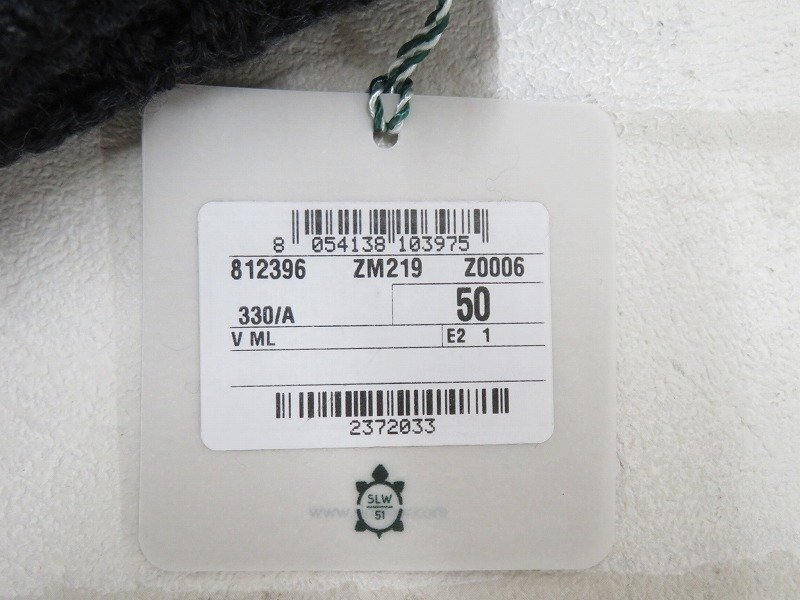 8 054138 103975
812396 ZM219 Z0006
330/A 50
V ML E2 1
2372033
SLW
51